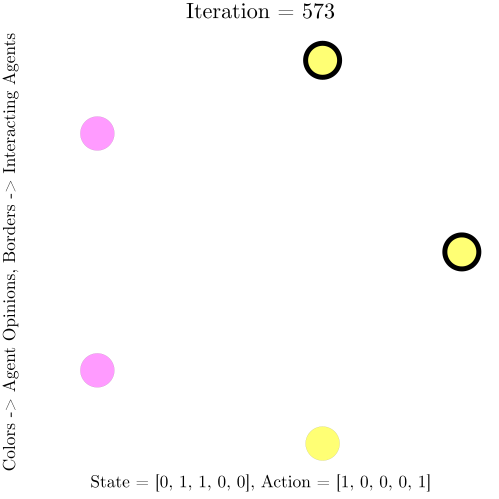 Iteration = 573
Colors -> Agent Opinions, Borders -> Interacting Agents
State = [0, 1, 1, 0, 0], Action = [1, 0, 0, 0, 1]